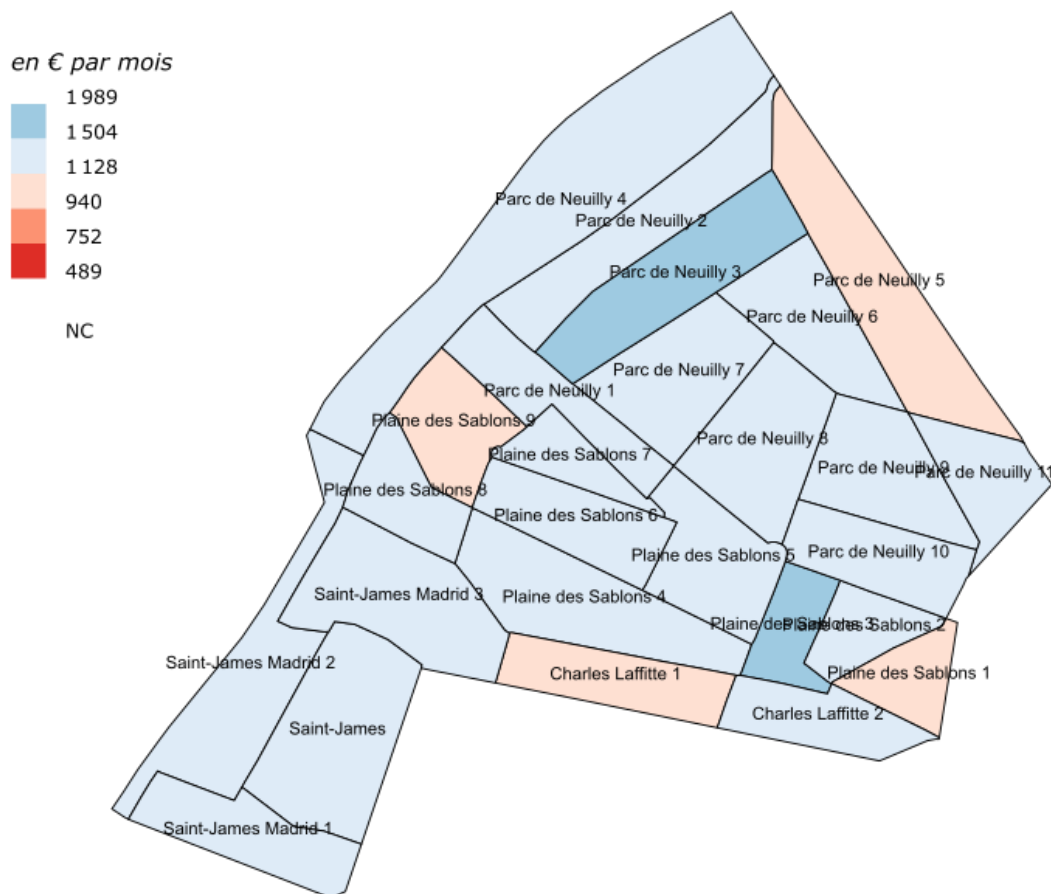 en € par mois
1 989
1 504
1 128
940
752
489
NC
Parc de Neuilly 4
Parc de Neuilly 2
Parc de Neuilly 3
Parc de Neuilly 5
Parc de Neuilly 6
Parc de Neuilly 7
Parc de Neuilly 1
Plaine des Sablons 9
Parc de Neuilly 8
Plaine des Sablons 7
Parc de Neuilly 9
Parc de Neuilly 11
Plaine des Sablons 8
Plaine des Sablons 6
Plaine des Sablons 5
Parc de Neuilly 10
Saint-James Madrid 3
Plaine des Sablons 4
Plaine des Sablons 3
Plaine des Sablons 2
Saint-James Madrid 2
Charles Laffitte 1
Plaine des Sablons 1
Charles Laffitte 2
Saint-James
Saint-James Madrid 1